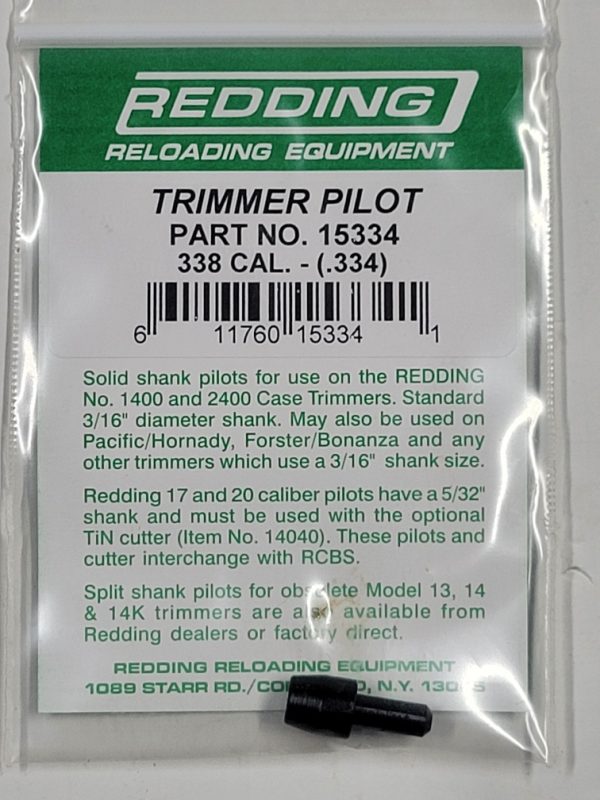 REDDING
RELOADING EQUIPMENT
TRIMMER PILOT
PART NO. 15334
338 CAL. - (.334)
6 11760 15334 1
Solid shank pilots for use on the REDDING
No. 1400 and 2400 Case Trimmers. Standard
3/16" diameter shank. May also be used on
Pacific/Hornady, Forster/Bonanza and any
other trimmers which use a 3/16" shank size.
Redding 17 and 20 caliber pilots have a 5/32"
shank and must be used with the optional
TiN cutter (Item No. 14040). These pilots and
cutter interchange with RCBS.
Split shank pilots for obsolete Model 13, 14
& 14K trimmers are also available from
Redding dealers or factory direct.
REDDING RELOADING EQUIPMENT
1089 STARR RD./ N.Y.